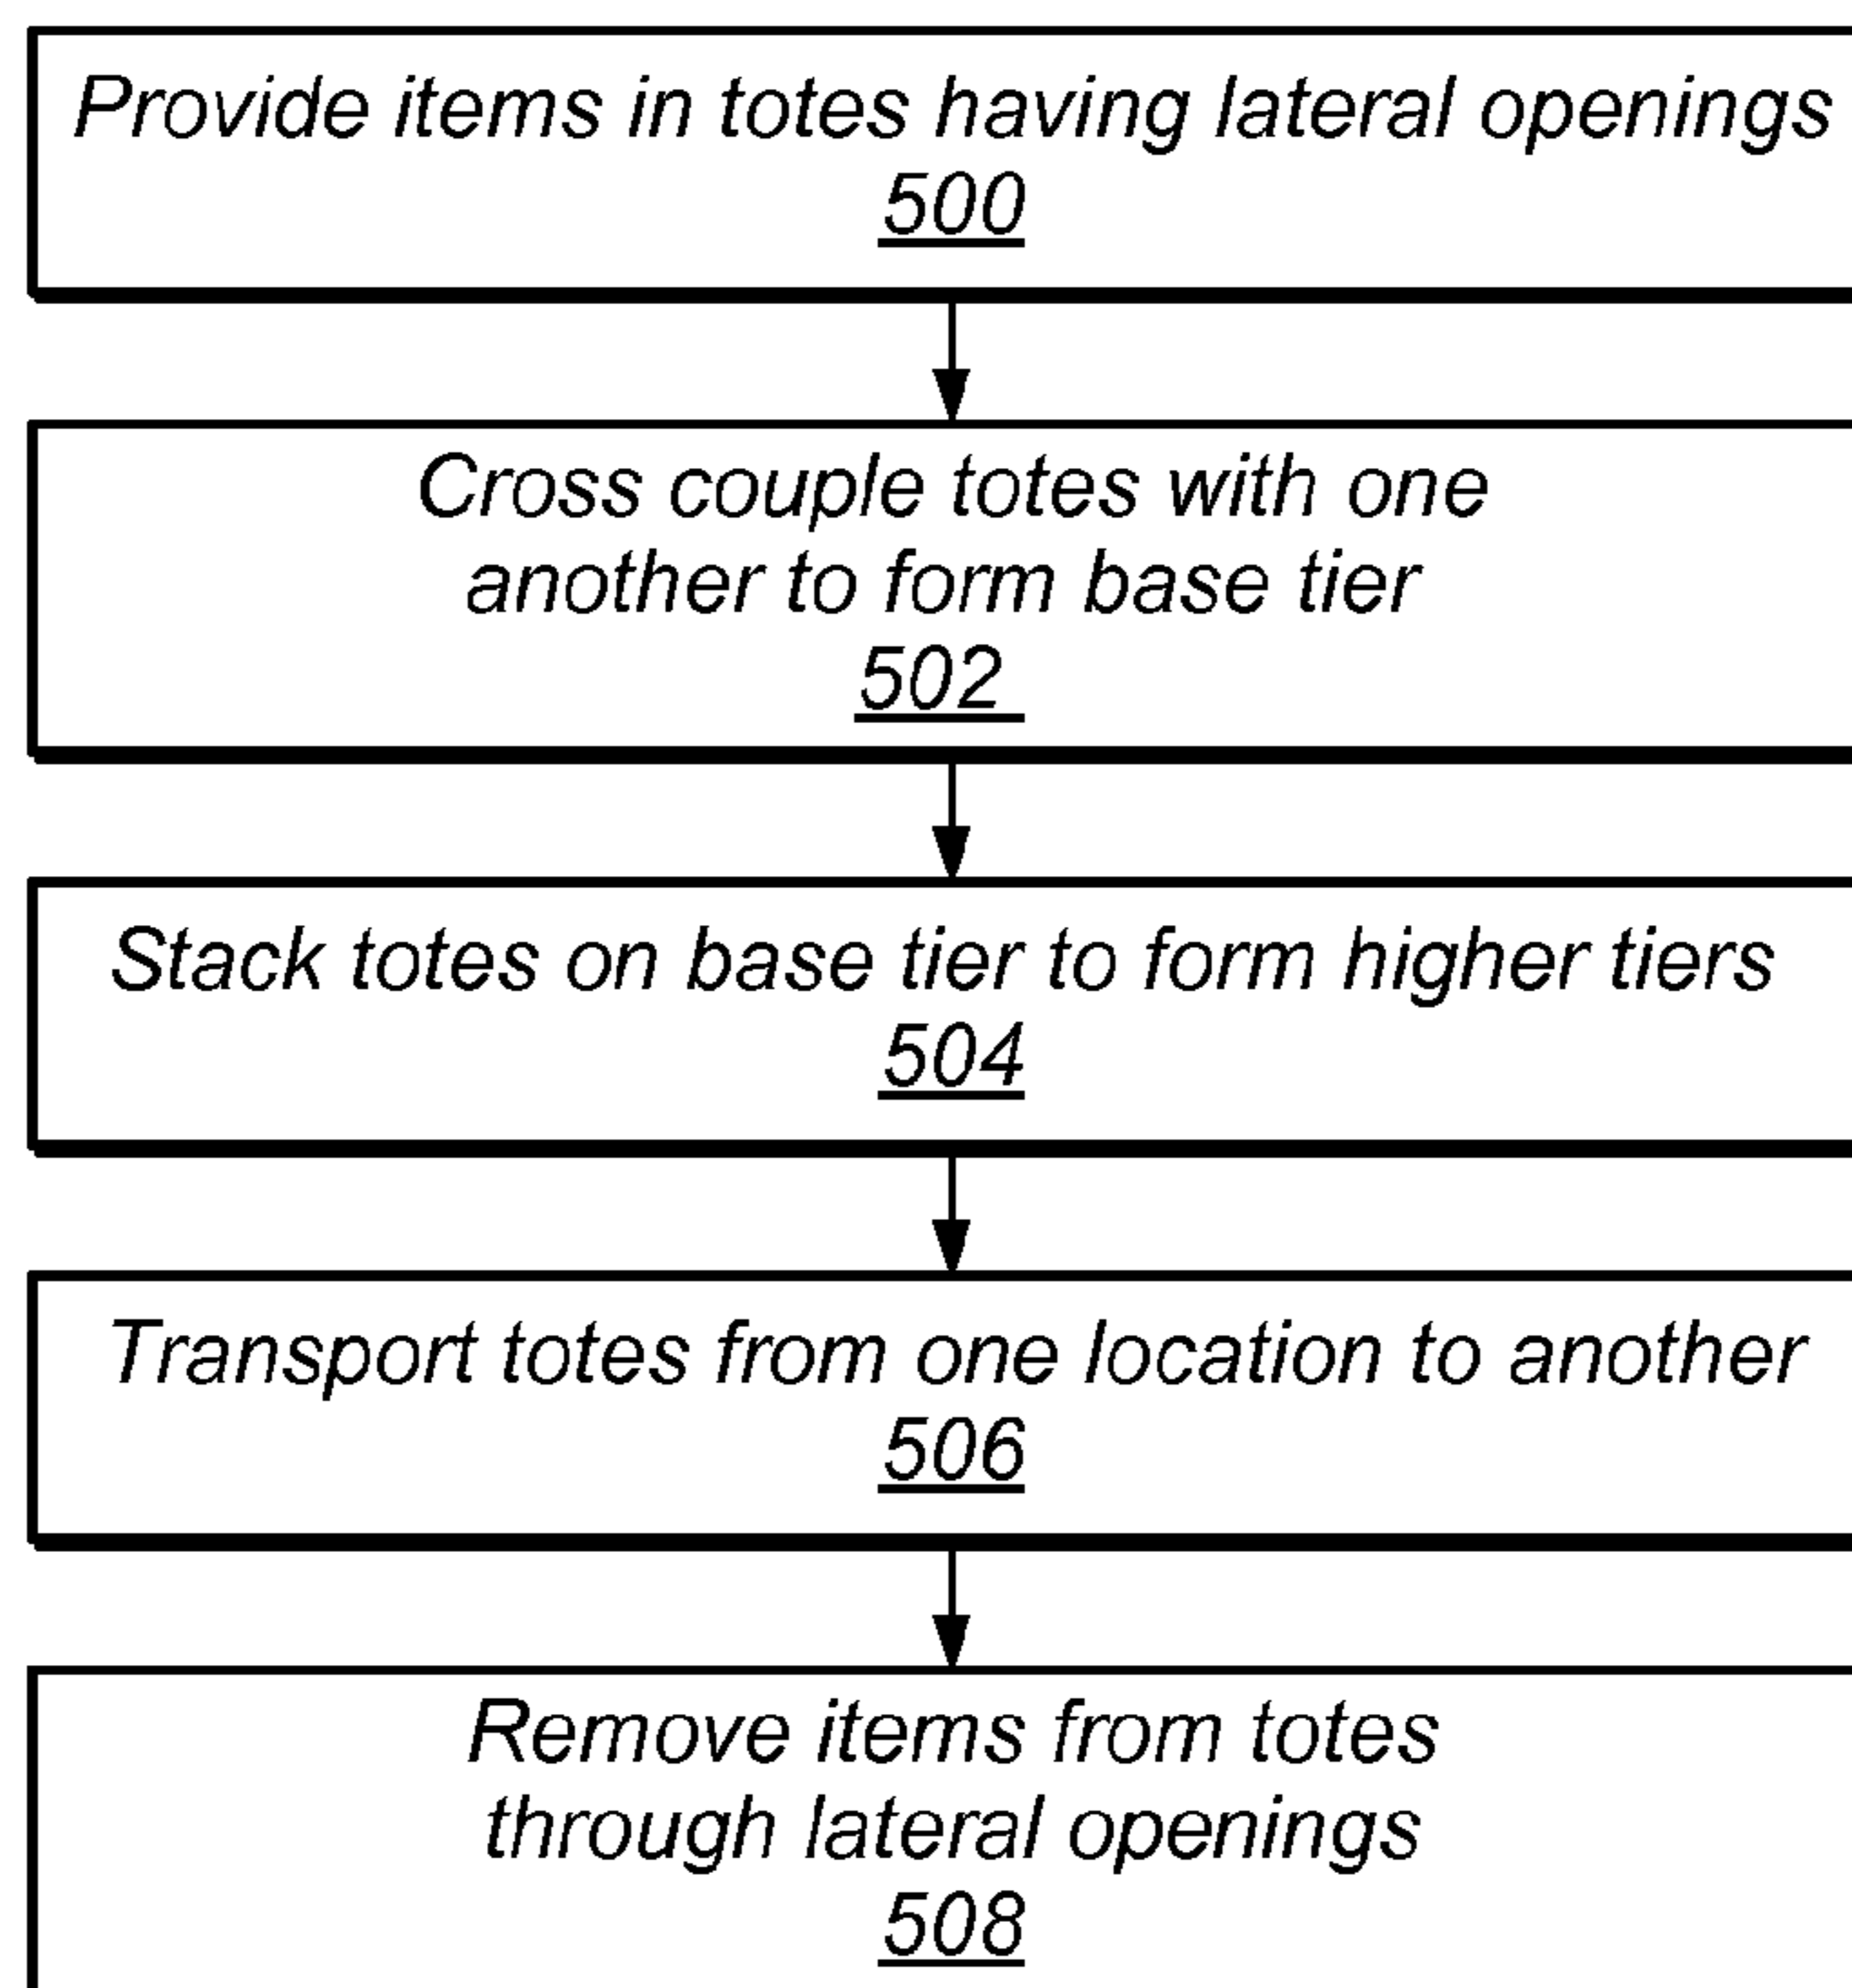 Provide items in totes having lateral openings
500
Cross couple totes with one
another to form base tier
502
Stack totes on base tier to form higher tiers
504
Transport totes from one location to another
506
Remove items from totes
through lateral openings
508